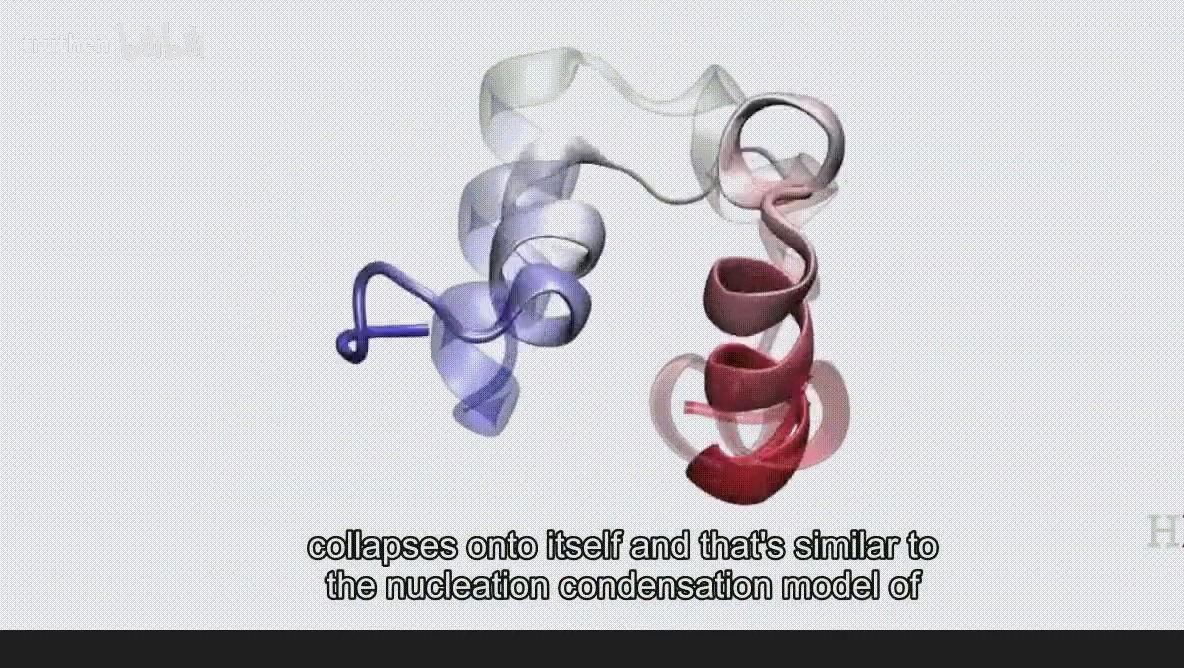 collapses onto itself and that's similar to
the nucleation condensation model of